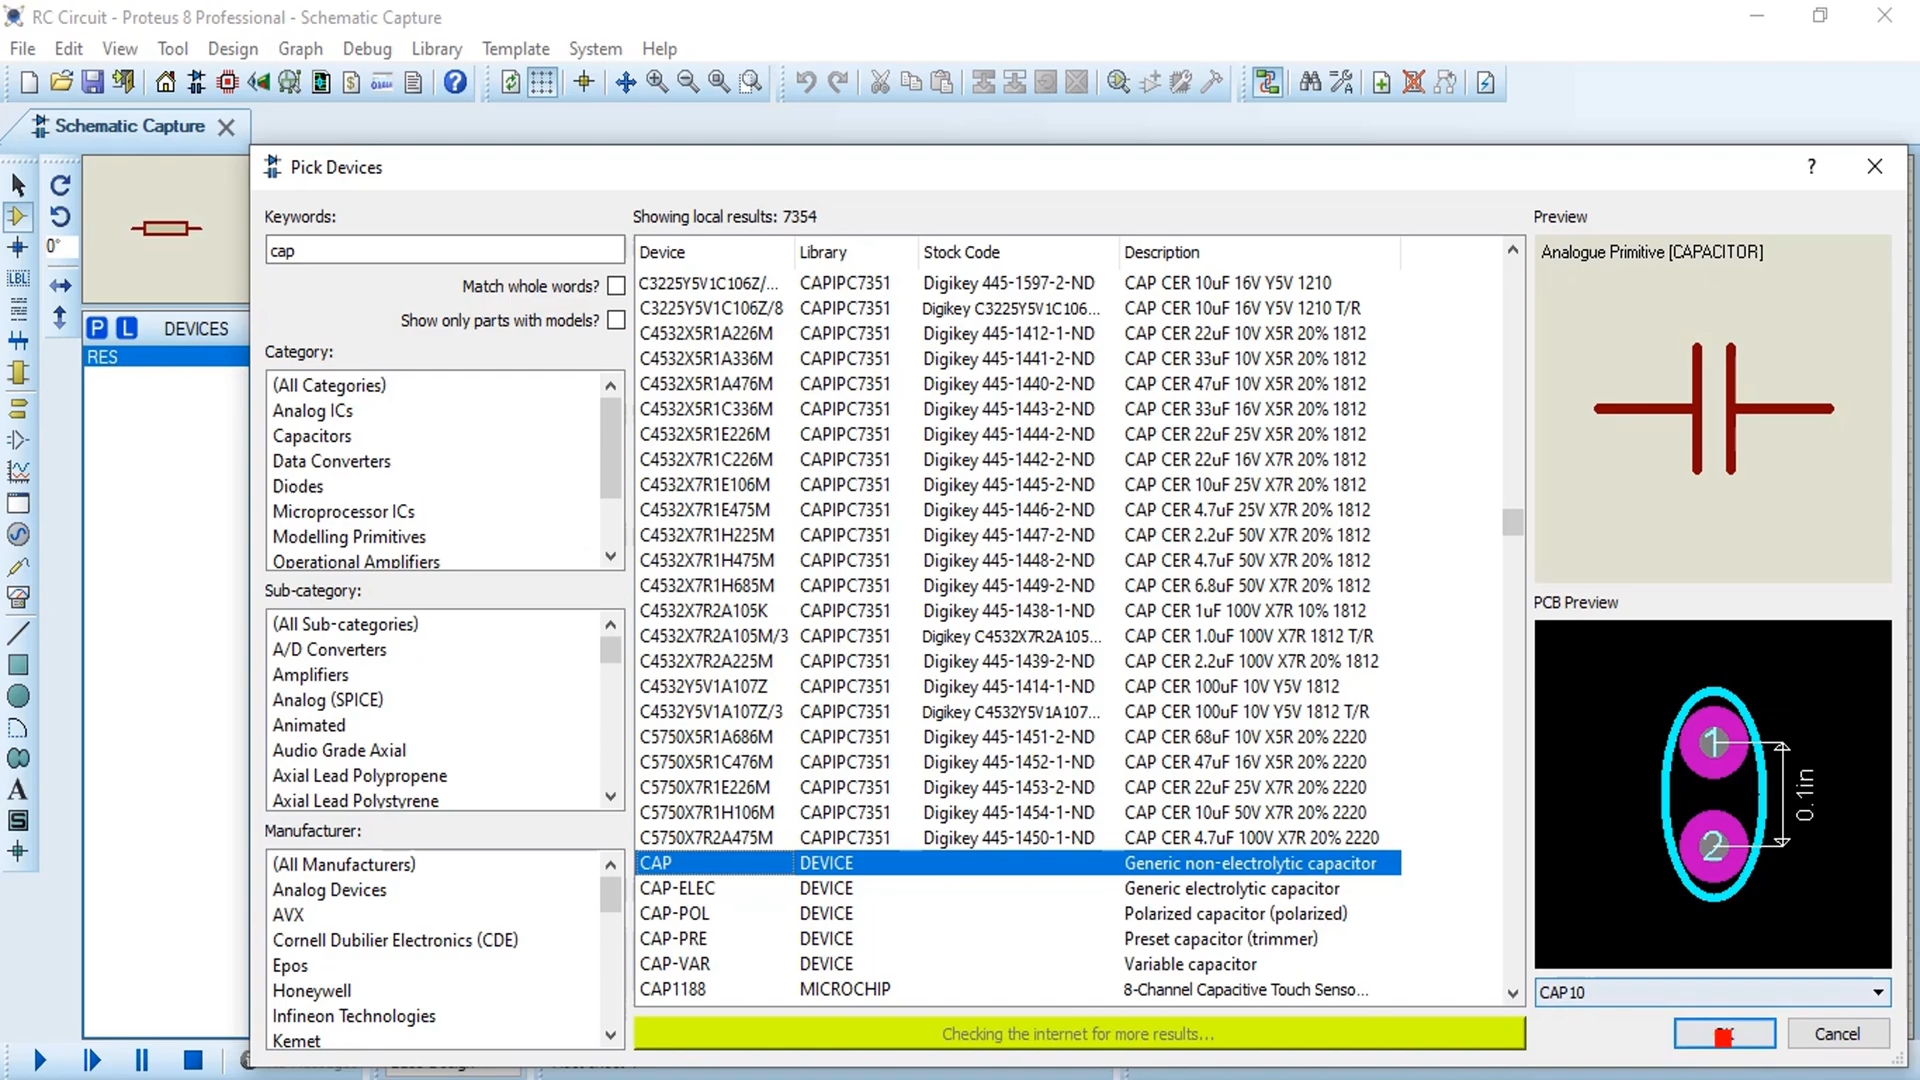 RC Circuit - Proteus 8 Professional - Schematic Capture
File Edit View Tool Design Graph Debug Library Template System Help
Schematic Capture
Pick Devices
?
Keywords:
cap
Match whole words?
Show only parts with models?
Category:
(All Categories)
Analog ICs
Capacitors
Data Converters
Diodes
Microprocessor ICs
Modelling Primitives
Operational Amplifiers
Sub-category:
(All Sub-categories)
A/D Converters
Amplifiers
Analog (SPICE)
Animated
Audio Grade Axial
Axial Lead Polypropene
Axial Lead Polystyrene
Manufacturer:
(All Manufacturers)
Analog Devices
AVX
Cornell Dubilier Electronics (CDE)
Epos
Honeywell
Infineon Technologies
Kemet
0°
LBL
A
S
P L DEVICES
RES
Showing local results: 7354
Device Library Stock Code Description
C3225Y5V1C106Z/... CAPIPC7351 Digikey 445-1597-2-ND CAP CER 10uF 16V Y5V 1210
C3225Y5V1C106Z/8 CAPIPC7351 Digikey C3225Y5V1C106... CAP CER 10uF 16V Y5V 1210 T/R
C4532X5R1A226M CAPIPC7351 Digikey 445-1412-1-ND CAP CER 22uF 10V X5R 20% 1812
C4532X5R1A336M CAPIPC7351 Digikey 445-1441-2-ND CAP CER 33uF 10V X5R 20% 1812
C4532X5R1A476M CAPIPC7351 Digikey 445-1440-2-ND CAP CER 47uF 10V X5R 20% 1812
C4532X5R1C336M CAPIPC7351 Digikey 445-1443-2-ND CAP CER 33uF 16V X5R 20% 1812
C4532X5R1E226M CAPIPC7351 Digikey 445-1444-2-ND CAP CER 22uF 25V X5R 20% 1812
C4532X7R1C226M CAPIPC7351 Digikey 445-1442-2-ND CAP CER 22uF 16V X7R 20% 1812
C4532X7R1E106M CAPIPC7351 Digikey 445-1445-2-ND CAP CER 10uF 25V X7R 20% 1812
C4532X7R1E475M CAPIPC7351 Digikey 445-1446-2-ND CAP CER 4.7uF 25V X7R 20% 1812
C4532X7R1H225M CAPIPC7351 Digikey 445-1447-2-ND CAP CER 2.2uF 50V X7R 20% 1812
C4532X7R1H475M CAPIPC7351 Digikey 445-1448-2-ND CAP CER 4.7uF 50V X7R 20% 1812
C4532X7R1H685M CAPIPC7351 Digikey 445-1449-2-ND CAP CER 6.8uF 50V X7R 20% 1812
C4532X7R2A105K CAPIPC7351 Digikey 445-1438-1-ND CAP CER 1uF 100V X7R 10% 1812
C4532X7R2A105M/3 CAPIPC7351 Digikey C4532X7R2A105... CAP CER 1.0uF 100V X7R 1812 T/R
C4532X7R2A225M CAPIPC7351 Digikey 445-1439-2-ND CAP CER 2.2uF 100V X7R 20% 1812
C4532Y5V1A107Z CAPIPC7351 Digikey 445-1414-1-ND CAP CER 100uF 10V Y5V 1812
C4532Y5V1A107Z/3 CAPIPC7351 Digikey C4532Y5V1A107... CAP CER 100uF 10V Y5V 1812 T/R
C5750X5R1A686M CAPIPC7351 Digikey 445-1451-2-ND CAP CER 68uF 10V X5R 20% 2220
C5750X5R1C476M CAPIPC7351 Digikey 445-1452-1-ND CAP CER 47uF 16V X5R 20% 2220
C5750X7R1E226M CAPIPC7351 Digikey 445-1453-2-ND CAP CER 22uF 25V X7R 20% 2220
C5750X7R1H106M CAPIPC7351 Digikey 445-1454-1-ND CAP CER 10uF 50V X7R 20% 2220
C5750X7R2A475M CAPIPC7351 Digikey 445-1450-1-ND CAP CER 4.7uF 100V X7R 20% 2220
CAP DEVICE Generic non-electrolytic capacitor
CAP-ELEC DEVICE Generic electrolytic capacitor
CAP-POL DEVICE Polarized capacitor (polarized)
CAP-PRE DEVICE Preset capacitor (trimmer)
CAP-VAR DEVICE Variable capacitor
CAP1188 MICROCHIP 8-Channel Capacitive Touch Senso...
Checking the internet for more results...
Preview
Analogue Primitive [CAPACITOR]
PCB Preview
1
2
0.1in
CAP10
Cancel